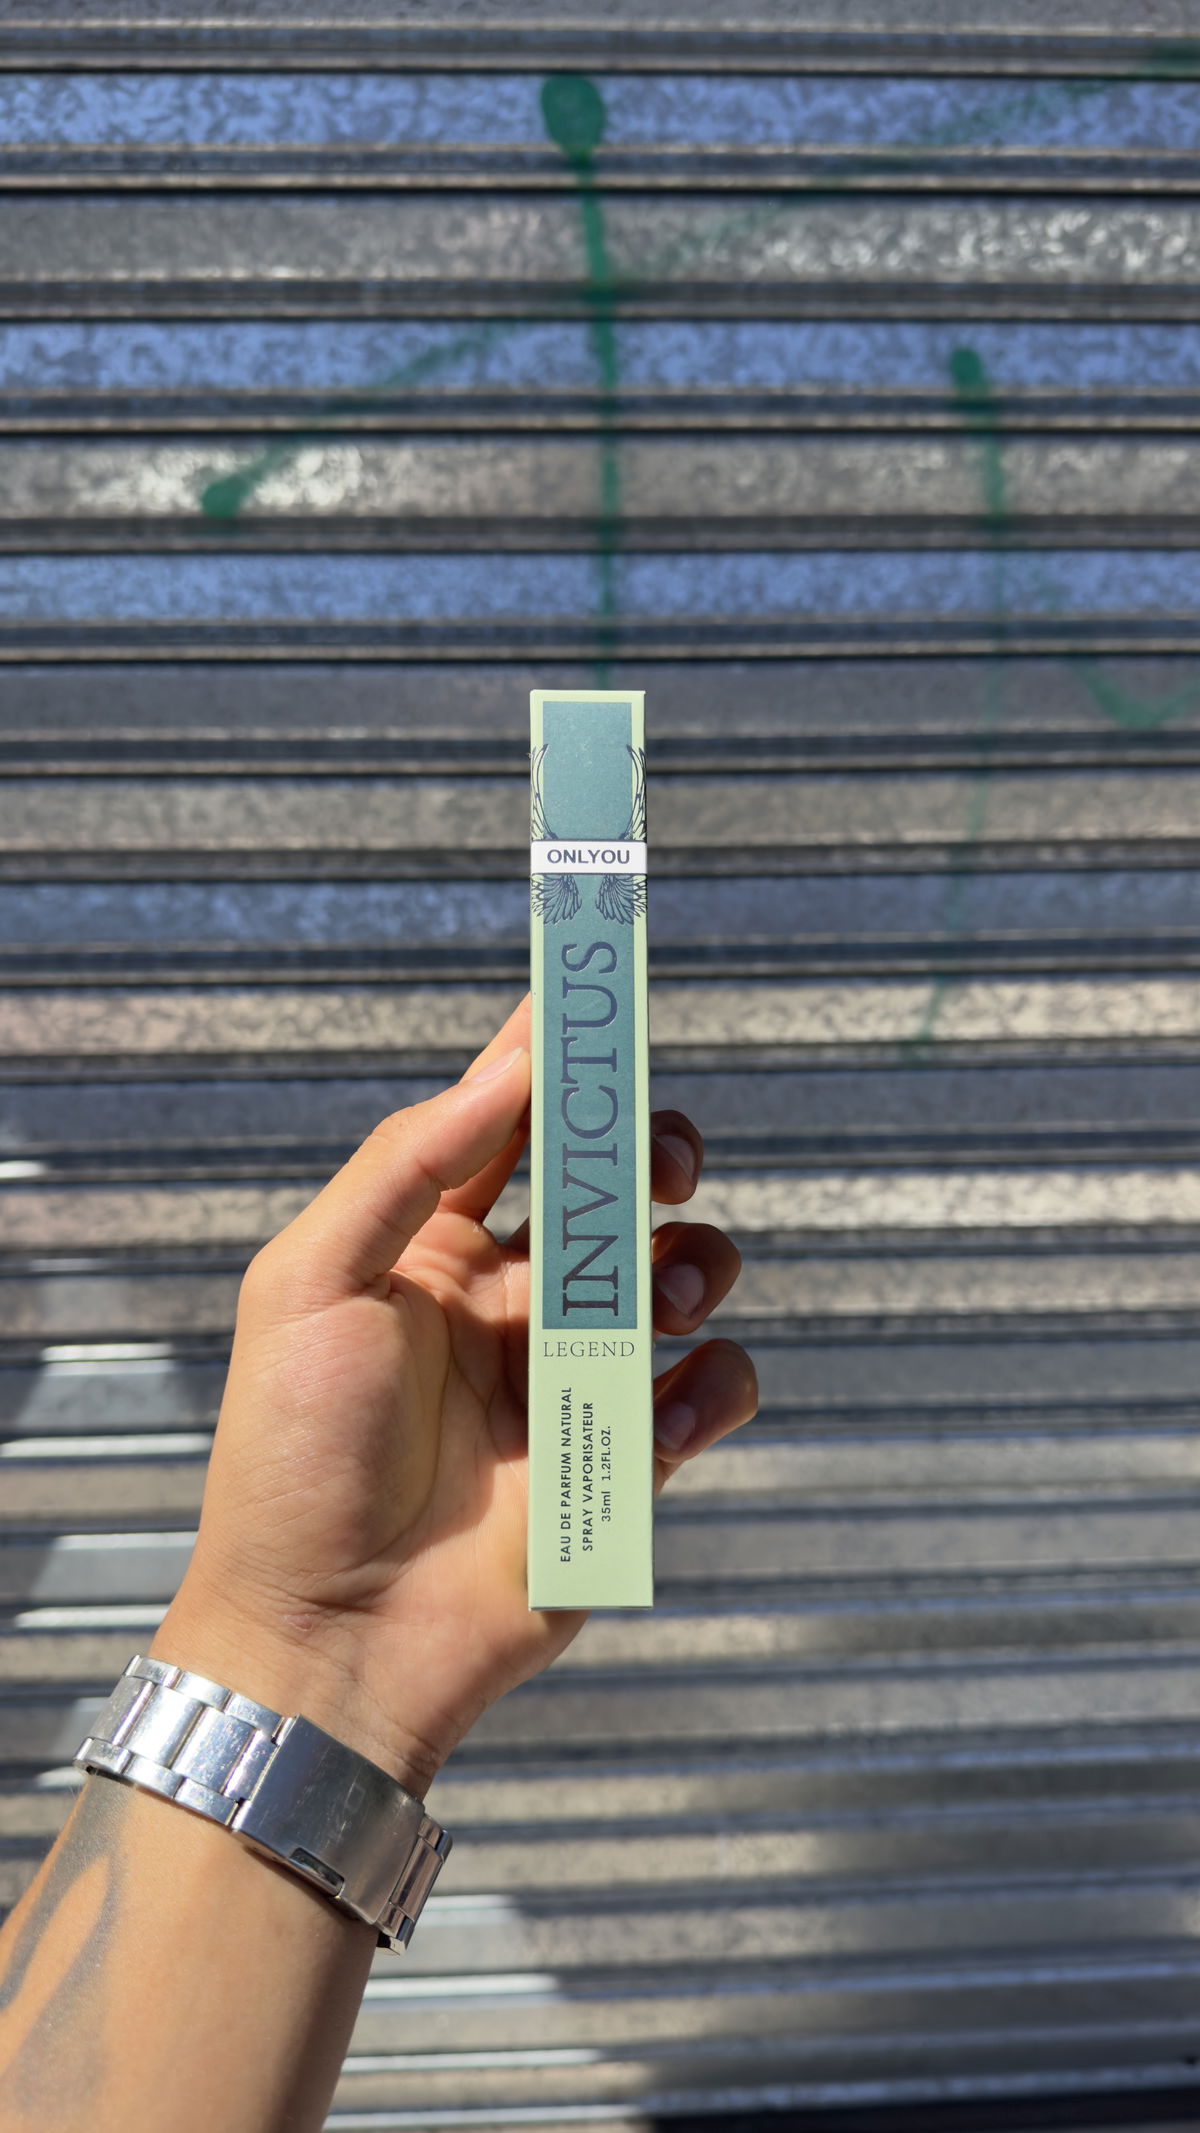 ONLYOU
INVICTUS
LEGEND
EAU DE PARFUM NATURAL
SPRAY VAPORISATEUR
35ml 1.2FL.OZ.